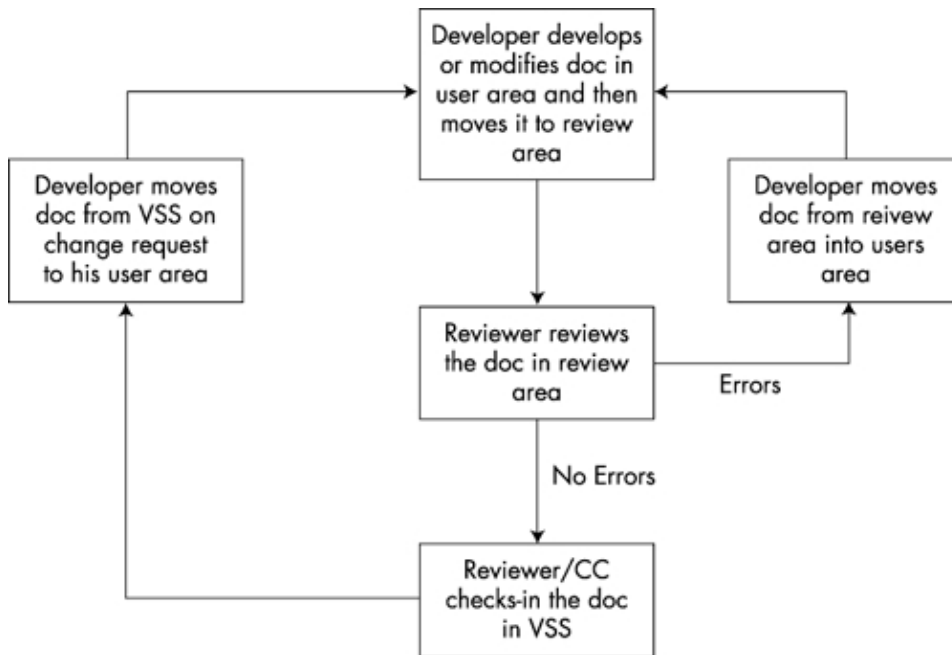 Developer develops
or modifies doc in
user area and then
moves it to review
area
Developer moves
doc from VSS on
change request
to his user area
Developer moves
doc from reivew
area into users
area
Reviewer reviews
the doc in review
area
Errors
No Errors
Reviewer/CC
checks-in the doc
in VSS